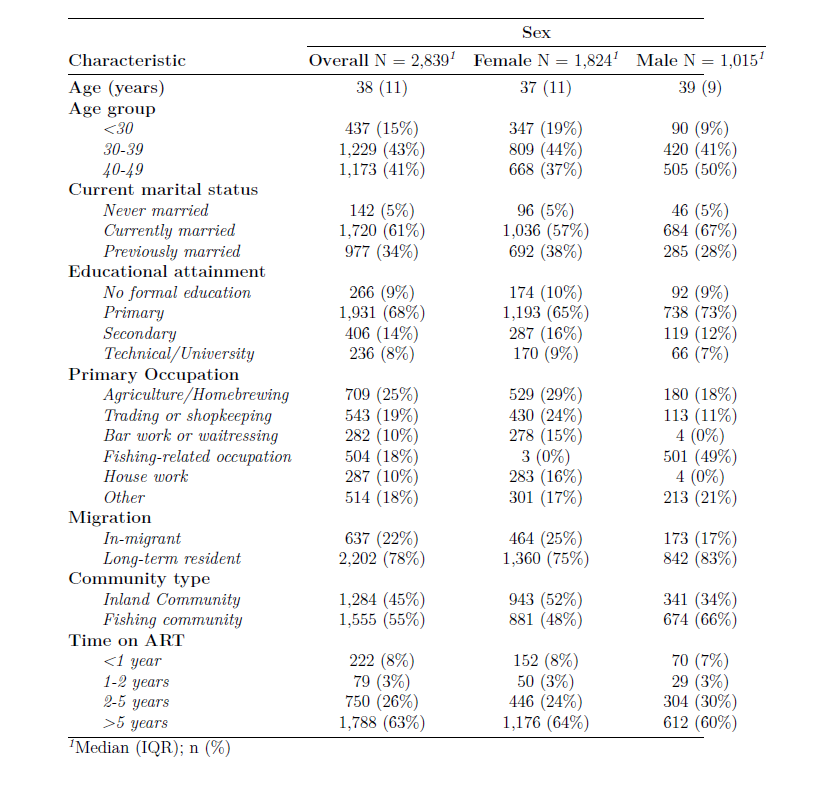 Sex
Characteristic Overall N = 2,839¹ Female N = 1,824¹ Male N = 1,015¹
Age (years) 38 (11) 37 (11) 39 (9)
Age group
<30 437 (15%) 347 (19%) 90 (9%)
30-39 1,229 (43%) 809 (44%) 420 (41%)
40-49 1,173 (41%) 668 (37%) 505 (50%)
Current marital status
Never married 142 (5%) 96 (5%) 46 (5%)
Currently married 1,720 (61%) 1,036 (57%) 684 (67%)
Previously married 977 (34%) 692 (38%) 285 (28%)
Educational attainment
No formal education 266 (9%) 174 (10%) 92 (9%)
Primary 1,931 (68%) 1,193 (65%) 738 (73%)
Secondary 406 (14%) 287 (16%) 119 (12%)
Technical/University 236 (8%) 170 (9%) 66 (7%)
Primary Occupation
Agriculture/Homebrewing 709 (25%) 529 (29%) 180 (18%)
Trading or shopkeeping 543 (19%) 430 (24%) 113 (11%)
Bar work or waitressing 282 (10%) 278 (15%) 4 (0%)
Fishing-related occupation 504 (18%) 3 (0%) 501 (49%)
House work 287 (10%) 283 (16%) 4 (0%)
Other 514 (18%) 301 (17%) 213 (21%)
Migration
In-migrant 637 (22%) 464 (25%) 173 (17%)
Long-term resident 2,202 (78%) 1,360 (75%) 842 (83%)
Community type
Inland Community 1,284 (45%) 943 (52%) 341 (34%)
Fishing community 1,555 (55%) 881 (48%) 674 (66%)
Time on ART
<1 year 222 (8%) 152 (8%) 70 (7%)
1-2 years 79 (3%) 50 (3%) 29 (3%)
2-5 years 750 (26%) 446 (24%) 304 (30%)
>5 years 1,788 (63%) 1,176 (64%) 612 (60%)
¹Median (IQR); n (%)